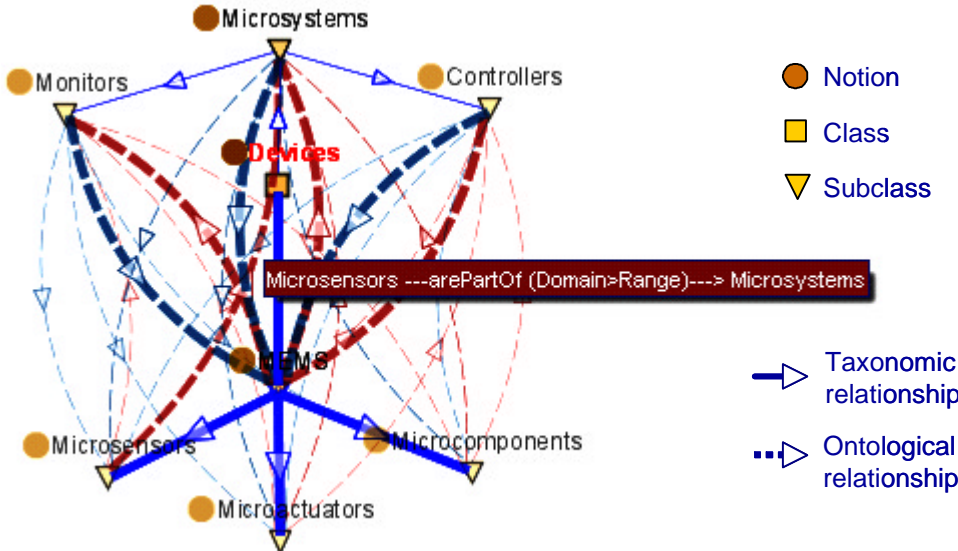 Microsystems
Monitors
Controllers
Devices
Microsensors ---arePartOf (Domain>Range)---> Microsystems
MEMS
Microsensors
Microcomponents
Microactuators
Notion
Class
Subclass
Taxonomic
relationship
Ontological
relationship